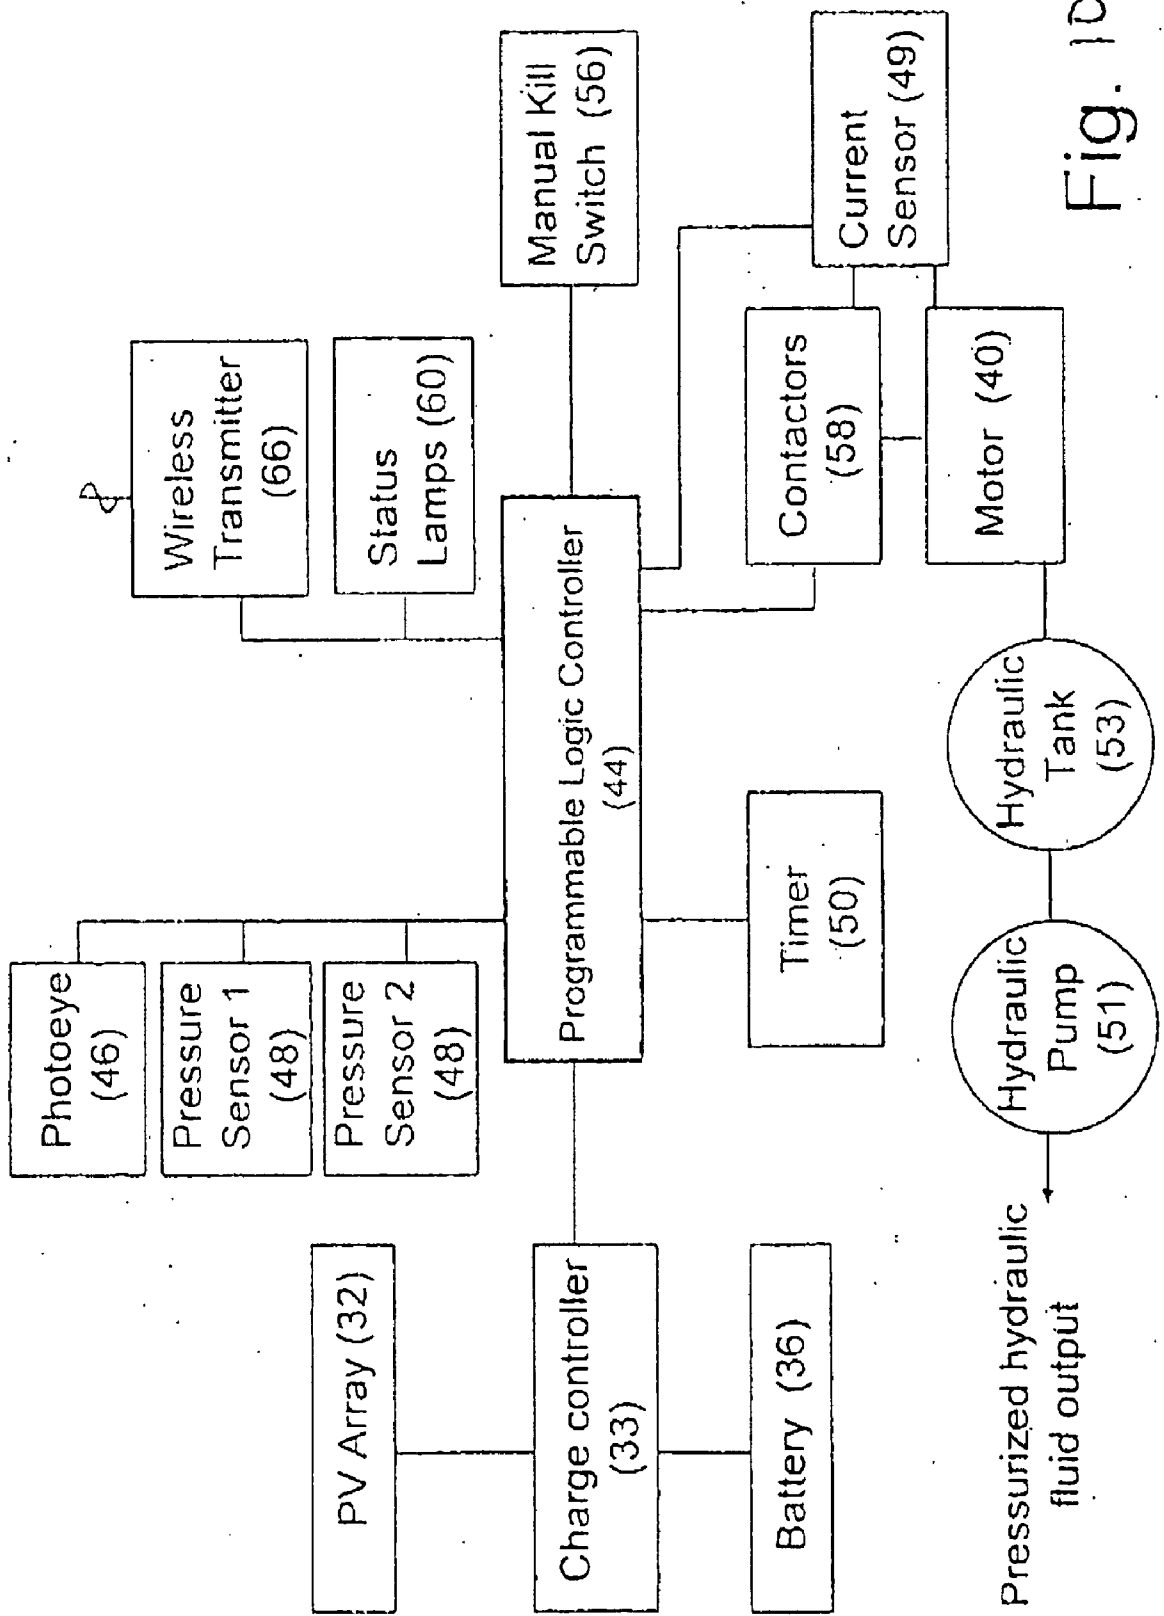 Photoeye
(46)
Pressure
Sensor 1
(48)
Pressure
Sensor 2
(48)
Wireless
Transmitter
(66)
Status
Lamps (60)
PV Array (32)
Charge controller
(33)
Battery (36)
Programmable Logic Controller
(44)
Manual Kill
Switch (56)
Timer
(50)
Contactors
(58)
Current
Sensor (49)
Motor (40)
Hydraulic
Tank
(53)
Hydraulic
Pump
(51)
Pressurized hydraulic
fluid output
Fig. 10